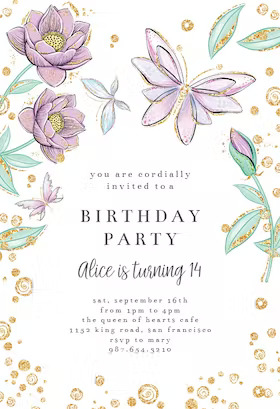 you are cordially
invited to a
BIRTHDAY
PARTY
Alice is turning 14
sat, september 16th
from 1pm to 4pm
the queen of hearts cafe
1152 king road, san francisco
rsvp to mary
987.654.3210